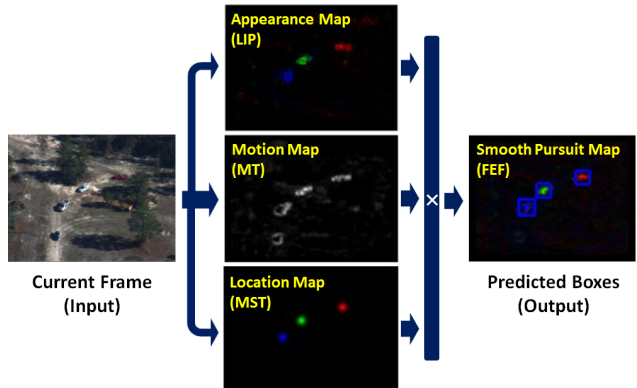 Appearance Map
(LIP)
Motion Map
(MT)
Location Map
(MST)
Current Frame
(Input)
×
Smooth Pursuit Map
(FEF)
Predicted Boxes
(Output)